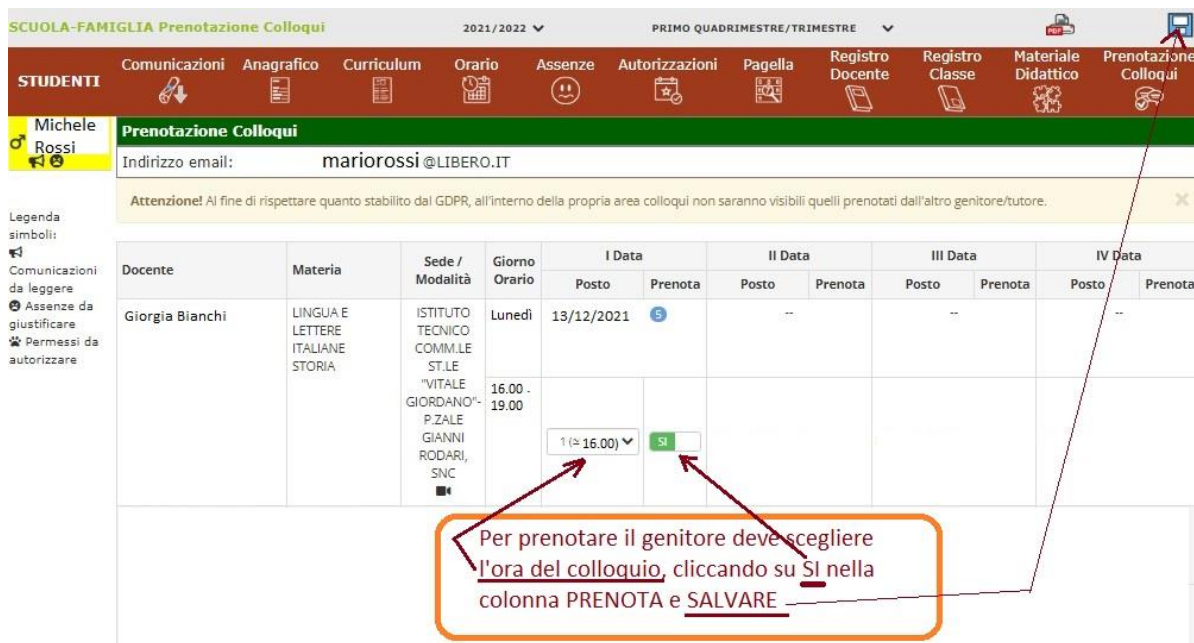 SCUOLA-FAMIGLIA Prenotazione Colloqui 2021/2022 PRIMO QUADRIMESTRE/TRIMESTRE PDF
STUDENTI
Comunicazioni
Anagrafico
Curriculum
Orario
Assenze
Autorizzazioni
Pagella
Registro
Docente
Registro
Classe
Materiale
Didattico
Prenotazione
Colloqui
Michele
Rossi
Legenda
simboli:
Comunicazioni
da leggere
Assenze da
giustificare
Permessi da
autorizzare
Prenotazione Colloqui
Indirizzo email: mariorossi @LIBERO.IT
Attenzione! Al fine di rispettare quanto stabilito dal GDPR, all'interno della propria area colloqui non saranno visibili quelli prenotati dall'altro genitore/tutore. ×
Docente
Materia
Sede /
Modalità
Giorno
Orario
I Data
II Data
III Data
IV Data
Posto Prenota Posto Prenota Posto Prenota Posto Prenota
Giorgia Bianchi
LINGUA E
LETTERE
ITALIANE
STORIA
ISTITUTO
TECNICO
COMM.LE
ST.LE
"VITALE
GIORDANO"-
P.ZALE
GIANNI
RODARI,
SNC
Lunedì
16.00 -
19.00
13/12/2021 5 -- -- --
1 (≃ 16.00) SI
Per prenotare il genitore deve scegliere
l'ora del colloquio, cliccando su SI nella
colonna PRENOTA e SALVARE